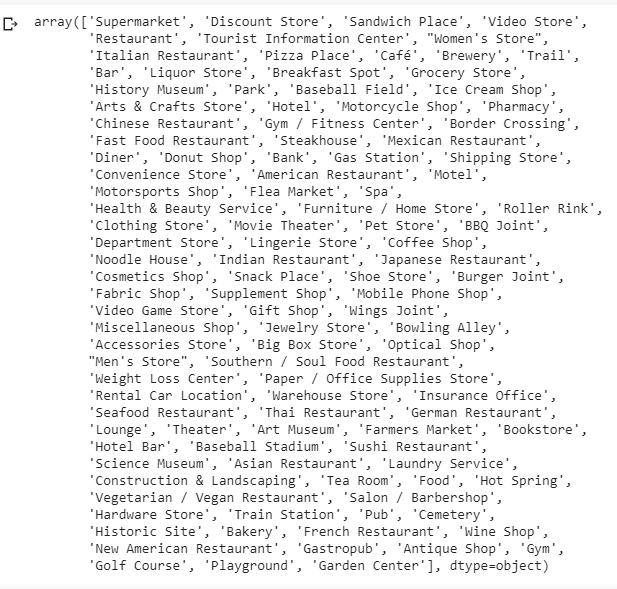 array(['Supermarket', 'Discount Store', 'Sandwich Place', 'Video Store',
'Restaurant', 'Tourist Information Center', "Women's Store",
'Italian Restaurant', 'Pizza Place', 'Café', 'Brewery', 'Trail',
'Bar', 'Liquor Store', 'Breakfast Spot', 'Grocery Store',
'History Museum', 'Park', 'Baseball Field', 'Ice Cream Shop',
'Arts & Crafts Store', 'Hotel', 'Motorcycle Shop', 'Pharmacy',
'Chinese Restaurant', 'Gym / Fitness Center', 'Border Crossing',
'Fast Food Restaurant', 'Steakhouse', 'Mexican Restaurant',
'Diner', 'Donut Shop', 'Bank', 'Gas Station', 'Shipping Store',
'Convenience Store', 'American Restaurant', 'Motel',
'Motorsports Shop', 'Flea Market', 'Spa',
'Health & Beauty Service', 'Furniture / Home Store', 'Roller Rink',
'Clothing Store', 'Movie Theater', 'Pet Store', 'BBQ Joint',
'Department Store', 'Lingerie Store', 'Coffee Shop',
'Noodle House', 'Indian Restaurant', 'Japanese Restaurant',
'Cosmetics Shop', 'Snack Place', 'Shoe Store', 'Burger Joint',
'Fabric Shop', 'Supplement Shop', 'Mobile Phone Shop',
'Video Game Store', 'Gift Shop', 'Wings Joint',
'Miscellaneous Shop', 'Jewelry Store', 'Bowling Alley',
'Accessories Store', 'Big Box Store', 'Optical Shop',
"Men's Store", 'Southern / Soul Food Restaurant',
'Weight Loss Center', 'Paper / Office Supplies Store',
'Rental Car Location', 'Warehouse Store', 'Insurance Office',
'Seafood Restaurant', 'Thai Restaurant', 'German Restaurant',
'Lounge', 'Theater', 'Art Museum', 'Farmers Market', 'Bookstore',
'Hotel Bar', 'Baseball Stadium', 'Sushi Restaurant',
'Science Museum', 'Asian Restaurant', 'Laundry Service',
'Construction & Landscaping', 'Tea Room', 'Food', 'Hot Spring',
'Vegetarian / Vegan Restaurant', 'Salon / Barbershop',
'Hardware Store', 'Train Station', 'Pub', 'Cemetery',
'Historic Site', 'Bakery', 'French Restaurant', 'Wine Shop',
'New American Restaurant', 'Gastropub', 'Antique Shop', 'Gym',
'Golf Course', 'Playground', 'Garden Center'], dtype=object)